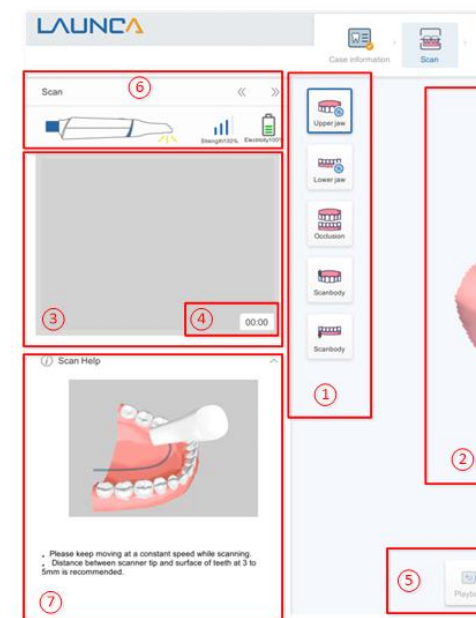 LAUNCA
Case information
Scan
Scan
⑥
«
»
Strength100%
Electricity100%
③
④
00:00
Upper jaw
Lower jaw
Occlusion
Scanbody
Scanbody
①
②
Scan Help
. Please keep moving at a constant speed while scanning.
. Distance between scanner tip and surface of teeth at 3 to
5mm is recommended.
⑦
⑤